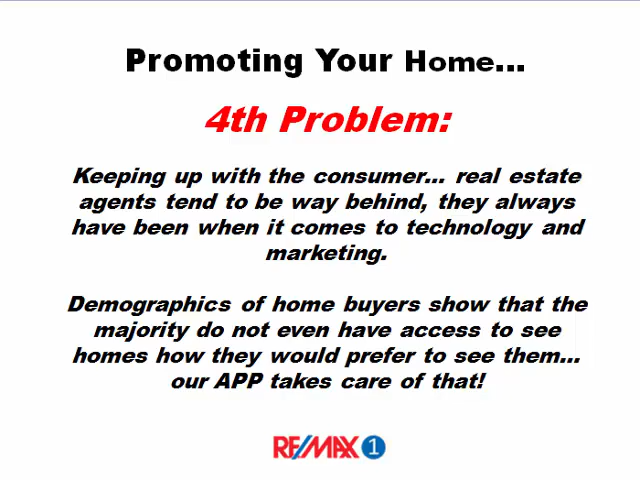 Promoting Your Home...
4th Problem:
Keeping up with the consumer... real estate
agents tend to be way behind, they always
have been when it comes to technology and
marketing.
Demographics of home buyers show that the
majority do not even have access to see
homes how they would prefer to see them...
our APP takes care of that!
RE/MAX 1